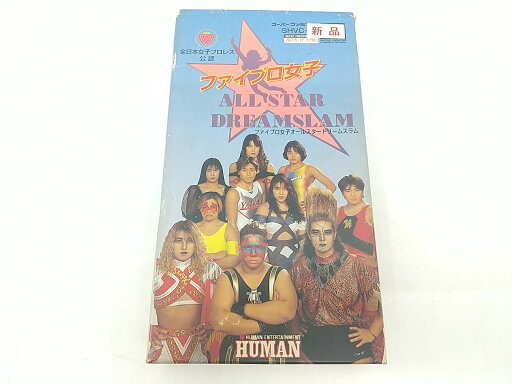 スーパーファミコン
SHVC-
新品
全日本女子プロレス
公認
ファイプロ女子
ALL STAR
DREAMSLAM
ファイプロ女子オールスタードリームスラム
HUMAN ENTERTAINMENT
HUMAN